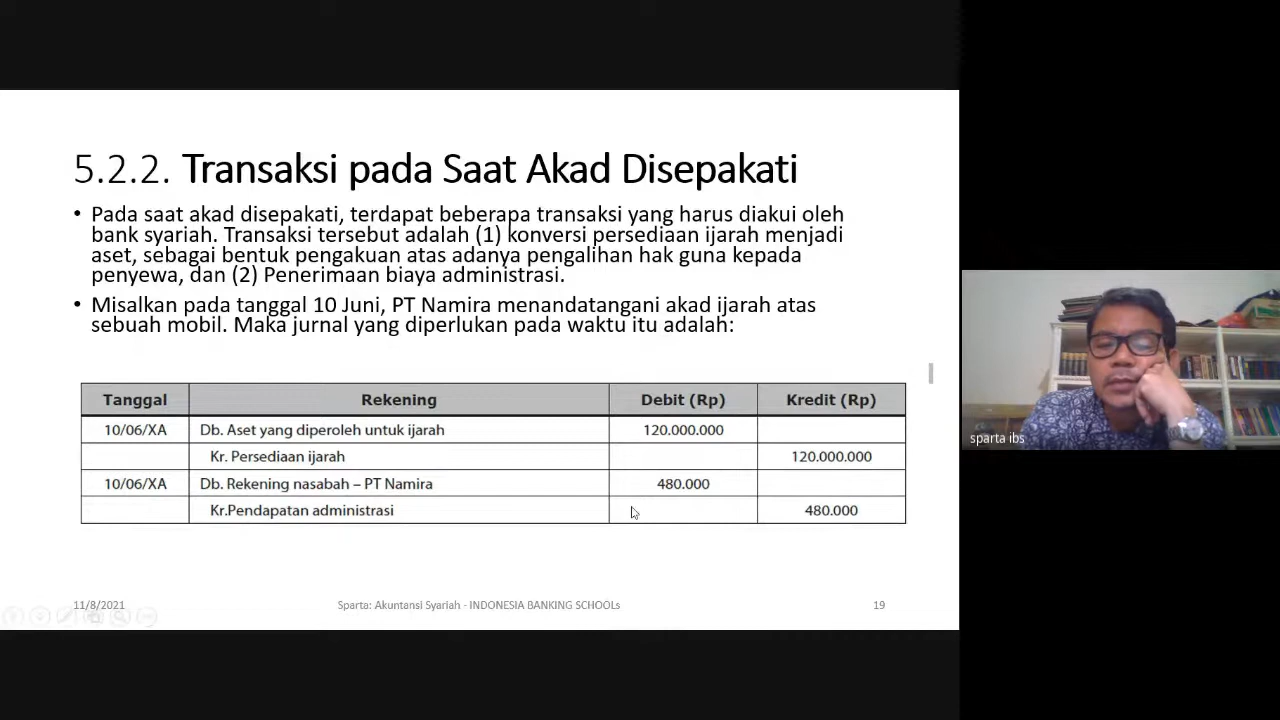 5.2.2. Transaksi pada Saat Akad Disepakati
• Pada saat akad disepakati, terdapat beberapa transaksi yang harus diakui oleh
bank syariah. Transaksi tersebut adalah (1) konversi persediaan ijarah menjadi
aset, sebagai bentuk pengakuan atas adanya pengalihan hak guna kepada
penyewa, dan (2) Penerimaan biaya administrasi.
• Misalkan pada tanggal 10 Juni, PT Namira menandatangani akad ijarah atas
sebuah mobil. Maka jurnal yang diperlukan pada waktu itu adalah:
Tanggal Rekening Debit (Rp) Kredit (Rp)
10/06/XA Db. Aset yang diperoleh untuk ijarah 120.000.000
Kr. Persediaan ijarah 120.000.000
10/06/XA Db. Rekening nasabah – PT Namira 480.000
Kr.Pendapatan administrasi 480.000
11/8/2021 Sparta: Akuntansi Syariah - INDONESIA BANKING SCHOOLs 19
sparta ibs